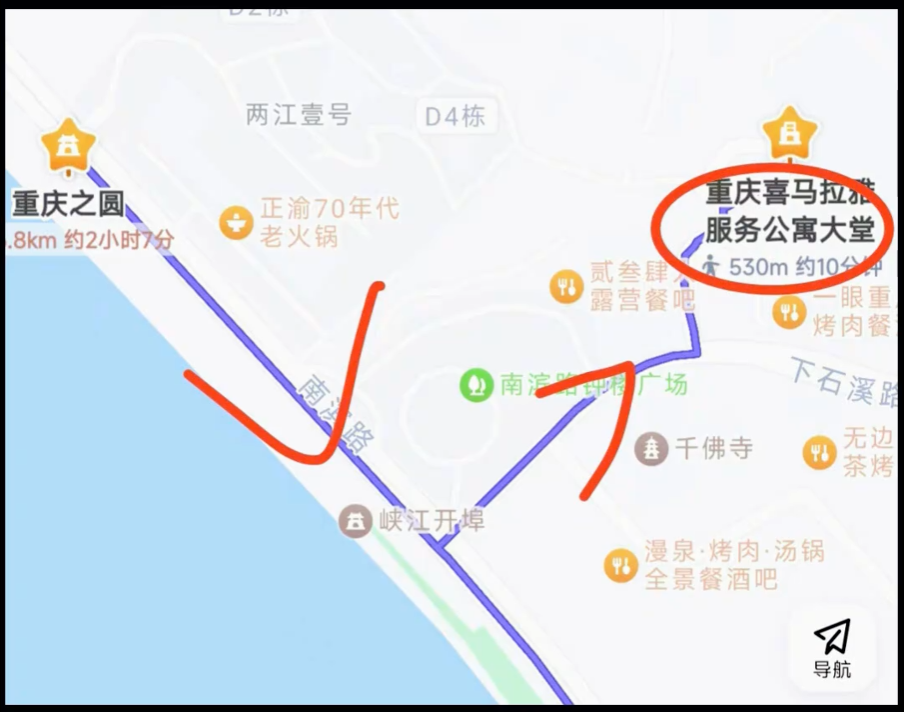 两江壹号
D4栋
重庆之圆
.8km 约2小时7分
正渝70年代
老火锅
重庆喜马拉雅
服务公寓大堂
530m 约10分钟
贰叁肆
露营餐吧
一眼重
烤肉餐
南滨路
南滨路钟楼广场
下石溪路
千佛寺
无边
茶烤
峡江开埠
漫泉·烤肉·汤锅
全景餐酒吧
导航